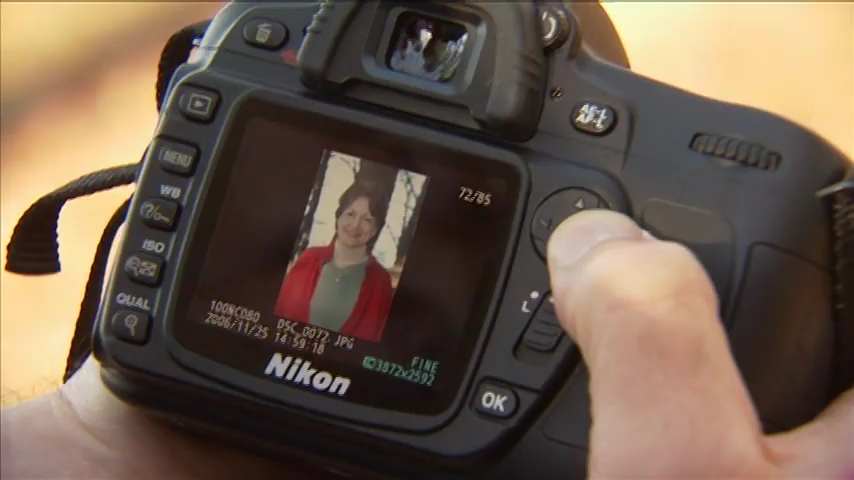 AE-L
AF-L
MENU
WB
ISO
QUAL
72/85
100NCD80 DSC_0072.JPG
2006/11/25 14:59:18
FINE
3872x2592
Nikon
L
OK